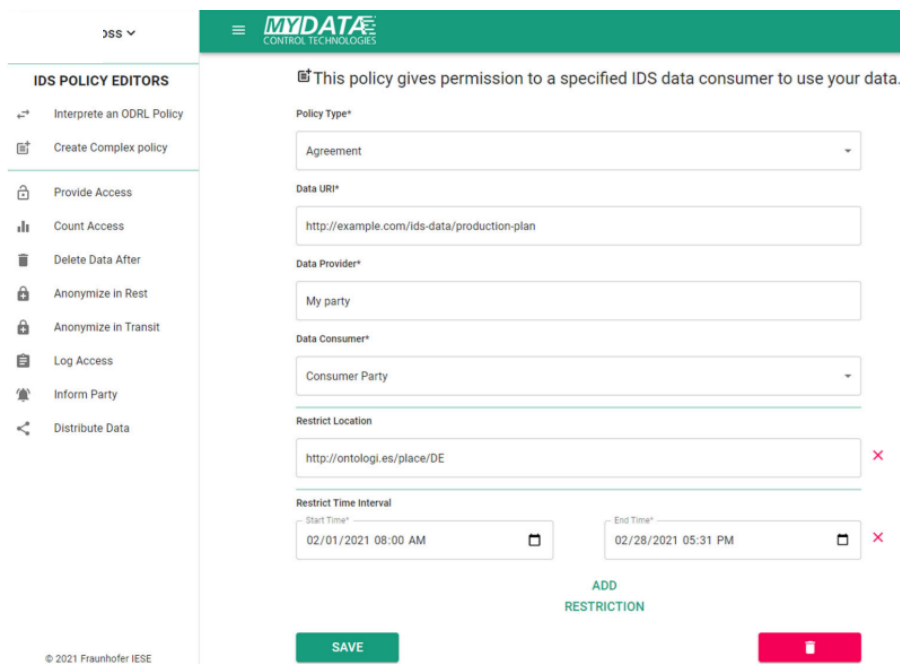 oss
MYDATA
CONTROL TECHNOLOGIES
IDS POLICY EDITORS
Interprete an ODRL Policy
Create Complex policy
Provide Access
Count Access
Delete Data After
Anonymize in Rest
Anonymize in Transit
Log Access
Inform Party
Distribute Data
© 2021 Fraunhofer IESE
This policy gives permission to a specified IDS data consumer to use your data.
Policy Type*
Agreement
Data URI*
http://example.com/ids-data/production-plan
Data Provider*
My party
Data Consumer*
Consumer Party
Restrict Location
http://ontologi.es/place/DE
Restrict Time Interval
Start Time* End Time*
02/01/2021 08:00 AM 02/28/2021 05:31 PM
ADD
RESTRICTION
SAVE